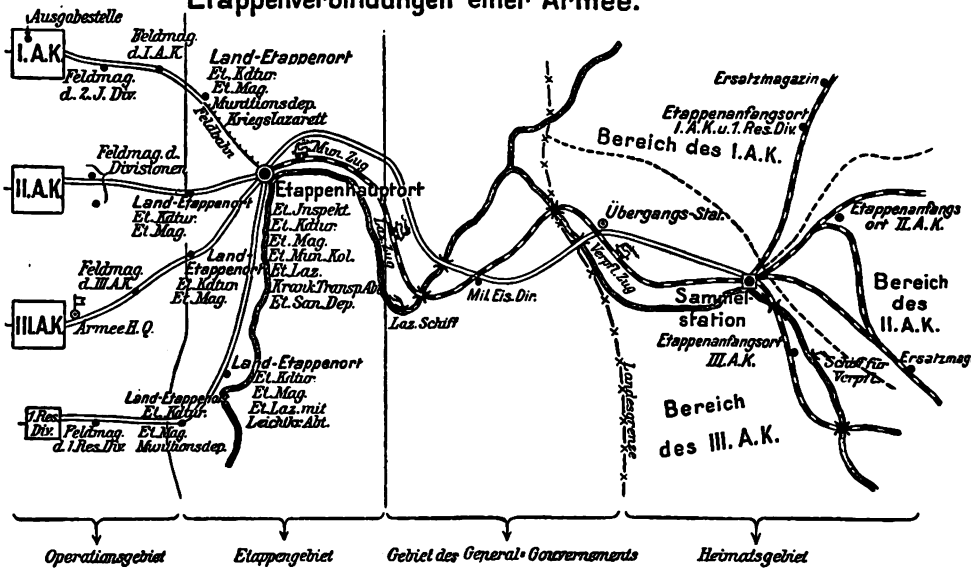 Etappenverbindungen einer Armee.
Ausgabestelle
I.A.K
Feldmag.
d.I.A.K.
Feldmag.
d.2.J. Div.
Land-Etappenort
Et. Kdtur.
Et. Mag.
Munitionsdep.
Kriegslazarett
Feldbahn
II.A.K
Feldmag. d.
Divisionen
Land-Etappenort
Et. Kdtur.
Et. Mag.
Mun. Zug
Etappenhauptort
Et. Jnspekt.
Et. Kdtur.
Et. Mag.
Et. Mun. Kol.
Et. Laz.
Krank.Transp.Ab.
Et. San. Dep.
Laz. Zug
Laz. Schiff
Land-
Etappenort
Et. Kdtur
Et. Mag.
Feldmag.
d. III.A.K.
III.A.K
Armee H. Q.
Land-Etappenort
Et. Kdtur.
Et. Mag.
Et. Laz. mit
Leichtkr. Abt.
1. Res.
Div.
Feldmag.
d. 1. Res. Div
Land-Etappenort
Et. Kdtur.
Et. Mag.
Munitionsdep.
Mil. Eis. Dir.
Übergangs-Stat.
Verpfl. Zug
Landesgrenze
Ersatzmagazin
Etappenanfangsort
I. A.K. u. 1. Res. Div.
Bereich des I.A.K.
Etappenanfangs
ort II. A.K.
Bereich
des
II.A.K.
Sammel-
station
Etappenanfangsort
III.A.K.
Schiff für
Verpfl.
Ersatzmag
Bereich
des III. A.K.
Operationsgebiet
Etappengebiet
Gebiet des General-Gouvernements
Heimatsgebiet